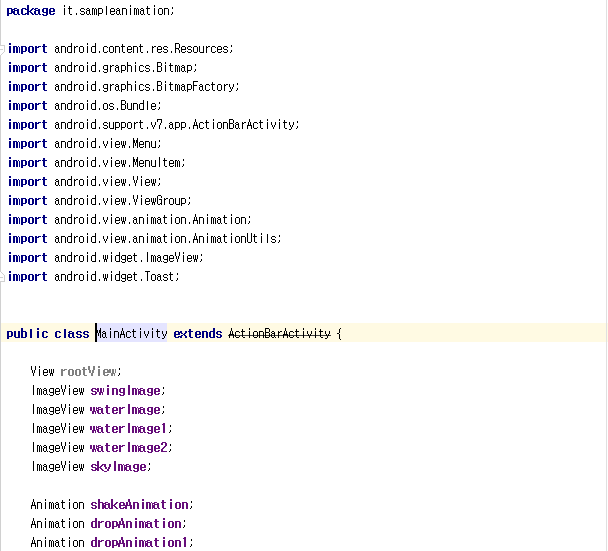 package it.sampleanimation;
import android.content.res.Resources;
import android.graphics.Bitmap;
import android.graphics.BitmapFactory;
import android.os.Bundle;
import android.support.v7.app.ActionBarActivity;
import android.view.Menu;
import android.view.MenuItem;
import android.view.View;
import android.view.ViewGroup;
import android.view.animation.Animation;
import android.view.animation.AnimationUtils;
import android.widget.ImageView;
import android.widget.Toast;
public class MainActivity extends ActionBarActivity {
View rootView;
ImageView swingImage;
ImageView waterImage;
ImageView waterImage1;
ImageView waterImage2;
ImageView skyImage;
Animation shakeAnimation;
Animation dropAnimation;
Animation dropAnimation1;